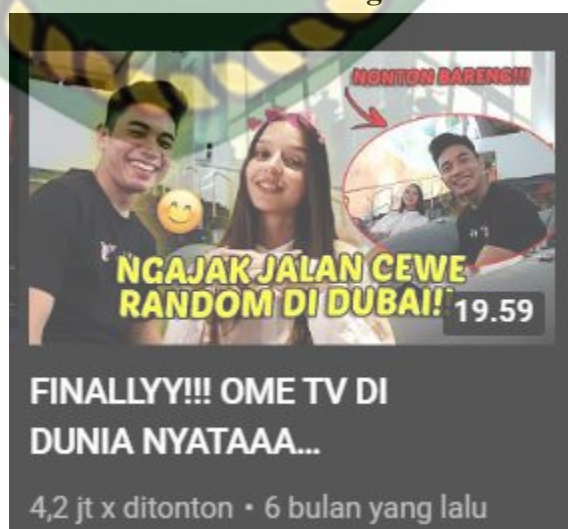 NONTON BARENG!!!
NGAJAK JALAN CEWE
RANDOM DI DUBAI!!
19.59
FINALLYY!!! OME TV DI
DUNIA NYATAAA...
4,2 jt x ditonton • 6 bulan yang lalu